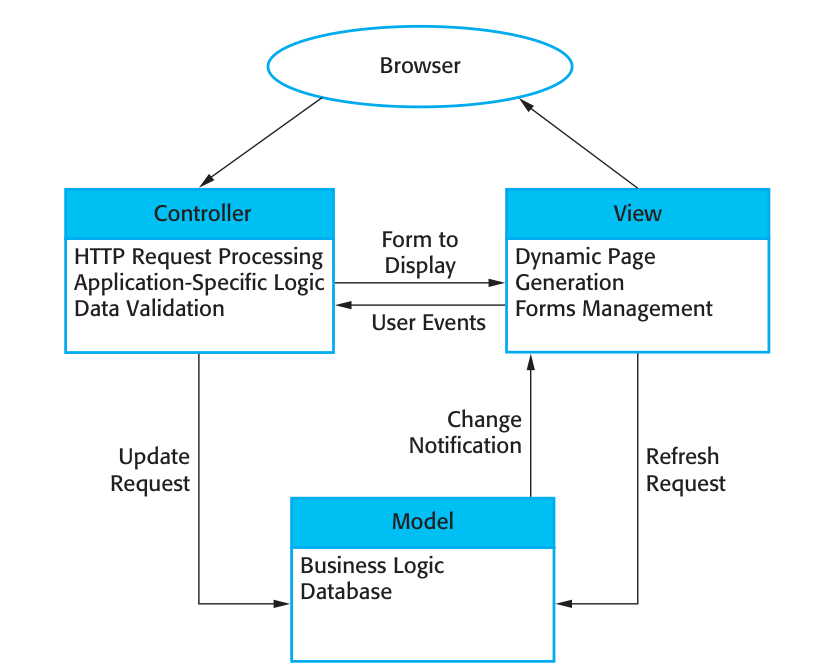 Browser
Controller
HTTP Request Processing
Application-Specific Logic
Data Validation
Form to
Display
User Events
View
Dynamic Page
Generation
Forms Management
Update
Request
Change
Notification
Refresh
Request
Model
Business Logic
Database